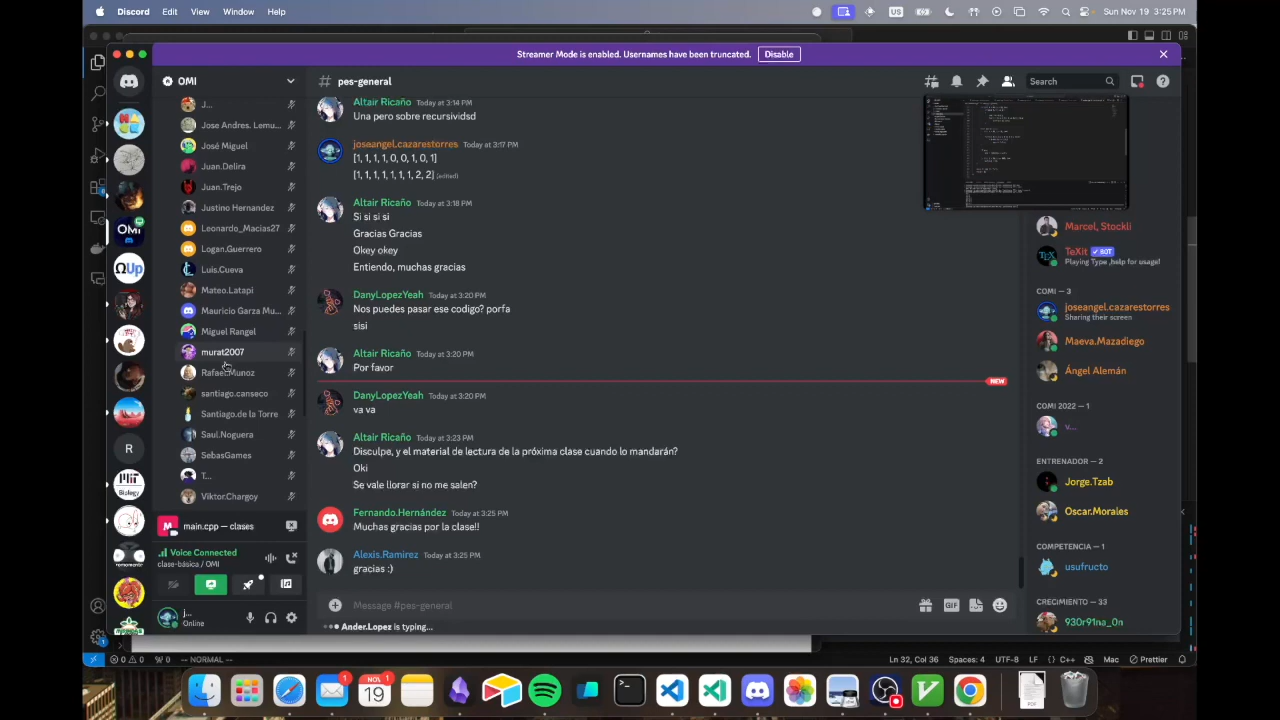 Discord Edit View Window Help
US
Sun Nov 19 3:25 PM
Streamer Mode is enabled. Usernames have been truncated. Disable
OMI
pes-general
Search
J...
Jose Andres. Lemu...
José Miguel
Juan.Delira
Juan.Trejo
Justino Hernandez
Leonardo_Macias27
Logan.Guerrero
Luis.Cueva
Mateo.Latapi
Mauricio Garza Mu...
Miguel Rangel
murat2007
Rafael.Munoz
santiago.canseco
Santiago.de la Torre
Saul.Noguera
SebasGames
T...
Viktor.Chargoy
main.cpp — clases
Voice Connected
clase-básica / OMI
j...
Online
Altair Ricaño Today at 3:14 PM
Una pero sobre recursividsd
joseangel.cazarestorres Today at 3:17 PM
[1, 1, 1, 1, 0, 0, 1, 0, 1]
[1, 1, 1, 1, 1, 1, 1, 2, 2] (edited)
Altair Ricaño Today at 3:18 PM
Si si si si
Gracias Gracias
Okey okey
Entiendo, muchas gracias
DanyLopezYeah Today at 3:20 PM
Nos puedes pasar ese codigo? porfa
sisi
Altair Ricaño Today at 3:20 PM
Por favor
NEW
DanyLopezYeah Today at 3:20 PM
va va
Altair Ricaño Today at 3:23 PM
Disculpe, y el material de lectura de la próxima clase cuando lo mandarán?
Oki
Se vale llorar si no me salen?
Fernando.Hernández Today at 3:25 PM
Muchas gracias por la clase!!
Alexis.Ramirez Today at 3:25 PM
gracias :)
Message #pes-general
GIF
Ander.Lopez is typing...
Marcel, Stockli
TeXit BOT
Playing Type ,help for usage!
COMI — 3
joseangel.cazarestorres
Sharing their screen
Maeva.Mazadiego
Ángel Alemán
COMI 2022 — 1
v...
ENTRENADOR — 2
Jorge.Tzab
Oscar.Morales
COMPETENCIA — 1
usufructo
CRECIMIENTO — 33
930r91na_0n
ΩUp
R
MIT
Biology
0 0 0 -- NORMAL --
Ln 32, Col 36 Spaces: 4 UTF-8 LF {} C++ Mac Prettier
NOV
19
PDF